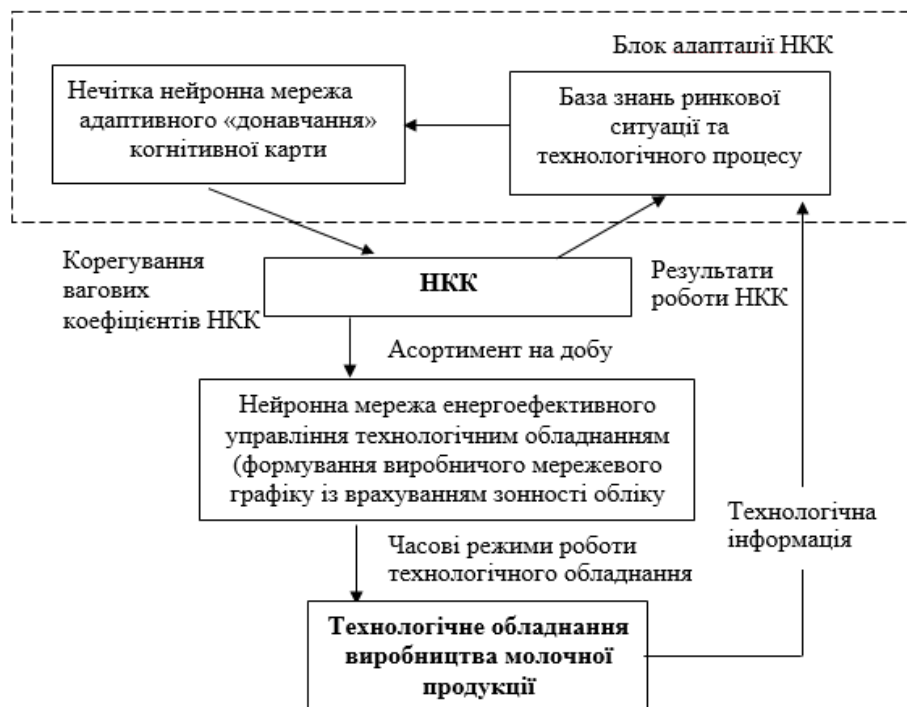 Блок адаптації НКК
Нечітка нейронна мережа
адаптивного «донавчання»
когнітивної карти
База знань ринкової
ситуації та
технологічного процесу
Корегування
вагових
коефіцієнтів НКК
НКК
Результати
роботи НКК
Асортимент на добу
Нейронна мережа енергоефективного
управління технологічним обладнанням
(формування виробничого мережевого
графіку із врахуванням зонності обліку
Технологічна
інформація
Часові режими роботи
технологічного обладнання
Технологічне обладнання
виробництва молочної
продукції